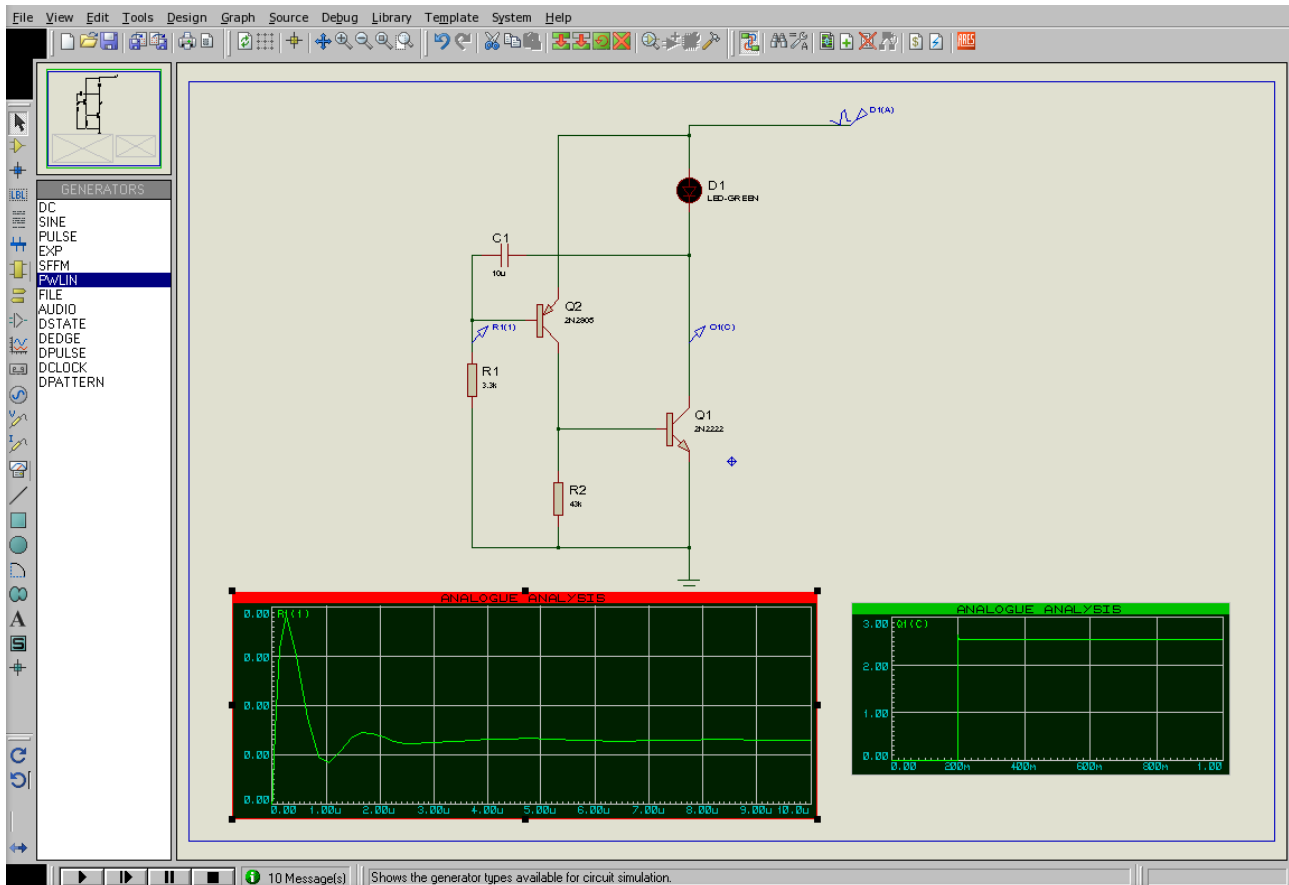 File View Edit Tools Design Graph Source Debug Library Template System Help
ARES
LBL
GENERATORS
DC
SINE
PULSE
EXP
SFFM
PWLIN
FILE
AUDIO
DSTATE
DEDGE
DPULSE
DCLOCK
DPATTERN
A
S
D1(A)
D1
LED-GREEN
C1
10u
Q2
2N2905
R1(1)
Q1(C)
R1
3.3k
Q1
2N2222
R2
43k
ANALOGUE ANALYSIS
0.00 R1(1)
0.00
0.00
0.00
0.00
0.00 1.00u 2.00u 3.00u 4.00u 5.00u 6.00u 7.00u 8.00u 9.00u 10.0u
ANALOGUE ANALYSIS
3.00 Q1(C)
2.00
1.00
0.00
0.00 200m 400m 600m 800m 1.00
10 Message(s) Shows the generator types available for circuit simulation.